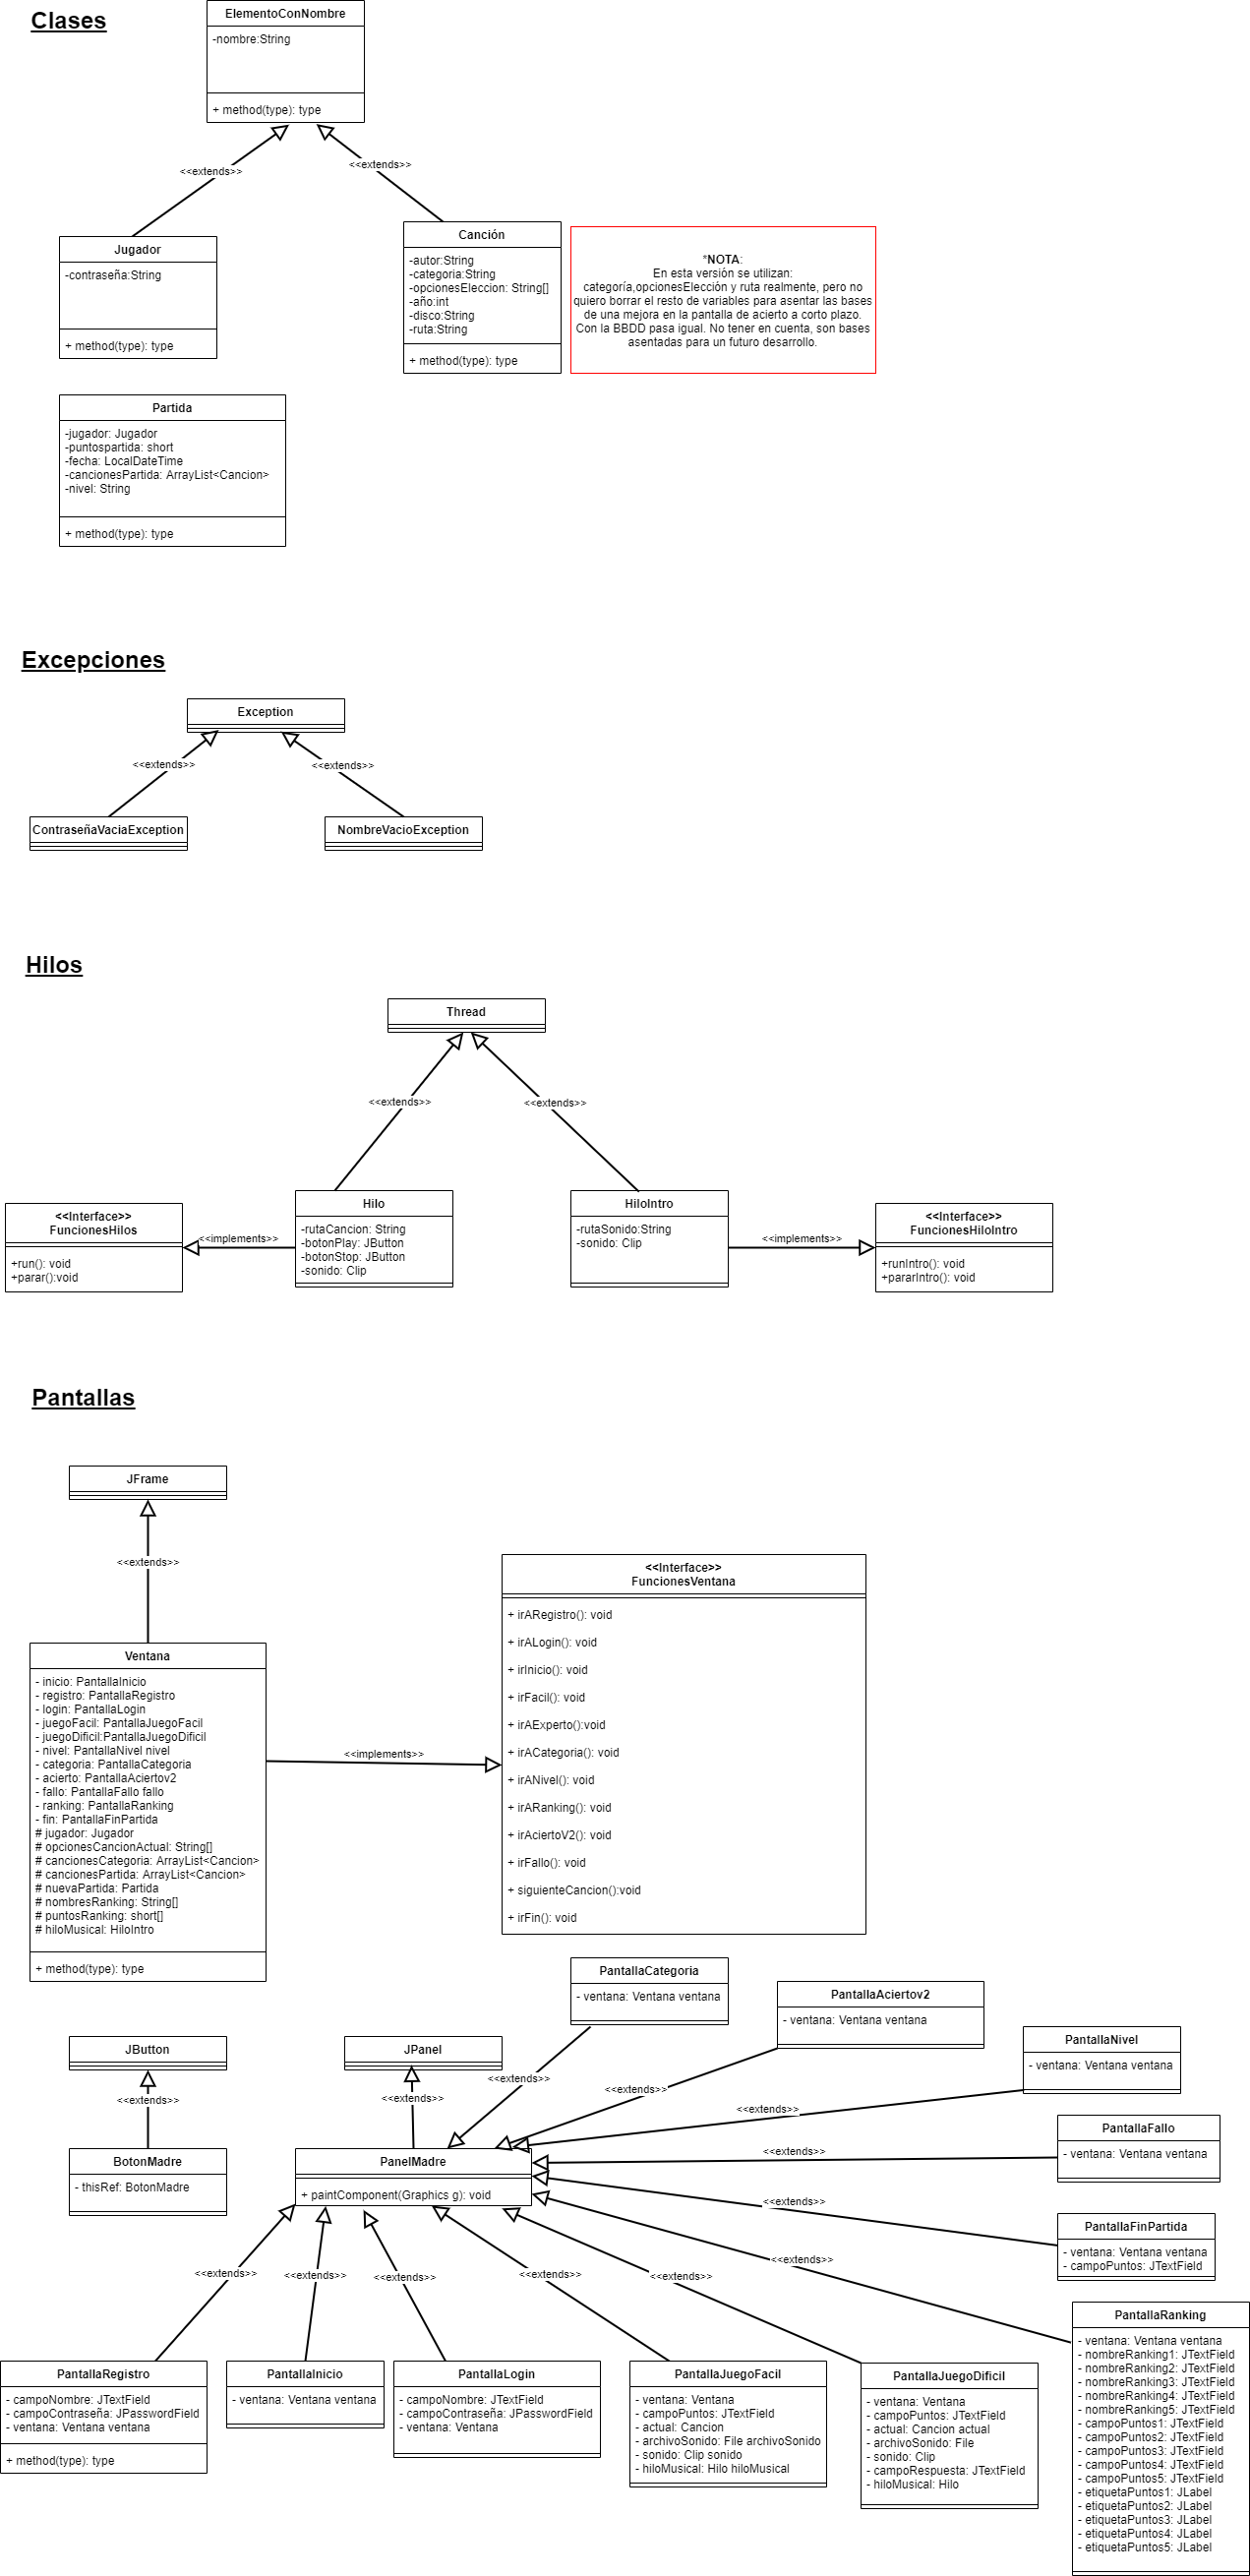 Clases
ElementoConNombre
-nombre:String
+ method(type): type
<<extends>>
<<extends>>
Jugador
-contraseña:String
+ method(type): type
Canción
-autor:String
-categoria:String
-opcionesEleccion: String[]
-año:int
-disco:String
-ruta:String
+ method(type): type
*NOTA:
En esta versión se utilizan:
categoría,opcionesElección y ruta realmente, pero no
quiero borrar el resto de variables para asentar las bases
de una mejora en la pantalla de acierto a corto plazo.
Con la BBDD pasa igual. No tener en cuenta, son bases
asentadas para un futuro desarrollo.
Partida
-jugador: Jugador
-puntospartida: short
-fecha: LocalDateTime
-cancionesPartida: ArrayList<Cancion>
-nivel: String
+ method(type): type
Excepciones
Exception
<<extends>>
<<extends>>
ContraseñaVaciaException
NombreVacioException
Hilos
Thread
<<extends>>
<<extends>>
<<Interface>>
FuncionesHilos
+run(): void
+parar():void
<<implements>>
Hilo
-rutaCancion: String
-botonPlay: JButton
-botonStop: JButton
-sonido: Clip
HiloIntro
-rutaSonido:String
-sonido: Clip
<<implements>>
<<Interface>>
FuncionesHiloIntro
+runIntro(): void
+pararIntro(): void
Pantallas
JFrame
<<extends>>
Ventana
- inicio: PantallaInicio
- registro: PantallaRegistro
- login: PantallaLogin
- juegoFacil: PantallaJuegoFacil
- juegoDificil:PantallaJuegoDificil
- nivel: PantallaNivel nivel
- categoria: PantallaCategoria
- acierto: PantallaAciertov2
- fallo: PantallaFallo fallo
- ranking: PantallaRanking
- fin: PantallaFinPartida
# jugador: Jugador
# opcionesCancionActual: String[]
# cancionesCategoria: ArrayList<Cancion>
# cancionesPartida: ArrayList<Cancion>
# nuevaPartida: Partida
# nombresRanking: String[]
# puntosRanking: short[]
# hiloMusical: HiloIntro
+ method(type): type
<<implements>>
<<Interface>>
FuncionesVentana
+ irARegistro(): void
+ irALogin(): void
+ irInicio(): void
+ irFacil(): void
+ irAExperto():void
+ irACategoria(): void
+ irANivel(): void
+ irARanking(): void
+ irAciertoV2(): void
+ irFallo(): void
+ siguienteCancion():void
+ irFin(): void
PantallaCategoria
- ventana: Ventana ventana
PantallaAciertov2
- ventana: Ventana ventana
PantallaNivel
- ventana: Ventana ventana
JButton
<<extends>>
BotonMadre
- thisRef: BotonMadre
JPanel
<<extends>>
<<extends>>
<<extends>>
<<extends>>
PanelMadre
+ paintComponent(Graphics g): void
<<extends>>
PantallaFallo
- ventana: Ventana ventana
<<extends>>
PantallaFinPartida
- ventana: Ventana ventana
- campoPuntos: JTextField
<<extends>>
<<extends>>
<<extends>>
<<extends>>
<<extends>>
<<extends>>
PantallaRanking
- ventana: Ventana ventana
- nombreRanking1: JTextField
- nombreRanking2: JTextField
- nombreRanking3: JTextField
- nombreRanking4: JTextField
- nombreRanking5: JTextField
- campoPuntos1: JTextField
- campoPuntos2: JTextField
- campoPuntos3: JTextField
- campoPuntos4: JTextField
- campoPuntos5: JTextField
- etiquetaPuntos1: JLabel
- etiquetaPuntos2: JLabel
- etiquetaPuntos3: JLabel
- etiquetaPuntos4: JLabel
- etiquetaPuntos5: JLabel
PantallaRegistro
- campoNombre: JTextField
- campoContraseña: JPasswordField
- ventana: Ventana ventana
+ method(type): type
PantallaInicio
- ventana: Ventana ventana
PantallaLogin
- campoNombre: JTextField
- campoContraseña: JPasswordField
- ventana: Ventana
PantallaJuegoFacil
- ventana: Ventana
- campoPuntos: JTextField
- actual: Cancion
- archivoSonido: File archivoSonido
- sonido: Clip sonido
- hiloMusical: Hilo hiloMusical
PantallaJuegoDificil
- ventana: Ventana
- campoPuntos: JTextField
- actual: Cancion actual
- archivoSonido: File
- sonido: Clip
- campoRespuesta: JTextField
- hiloMusical: Hilo